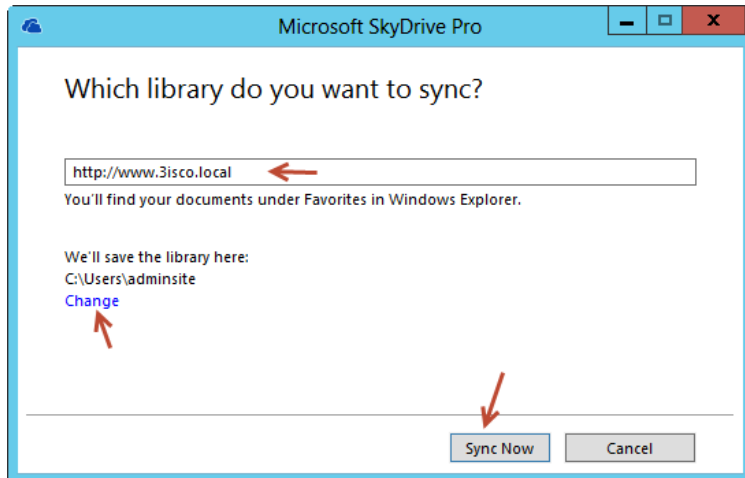 Microsoft SkyDrive Pro
Which library do you want to sync?
http://www.3isco.local
You'll find your documents under Favorites in Windows Explorer.
We'll save the library here:
C:\Users\adminsite
Change
Sync Now
Cancel